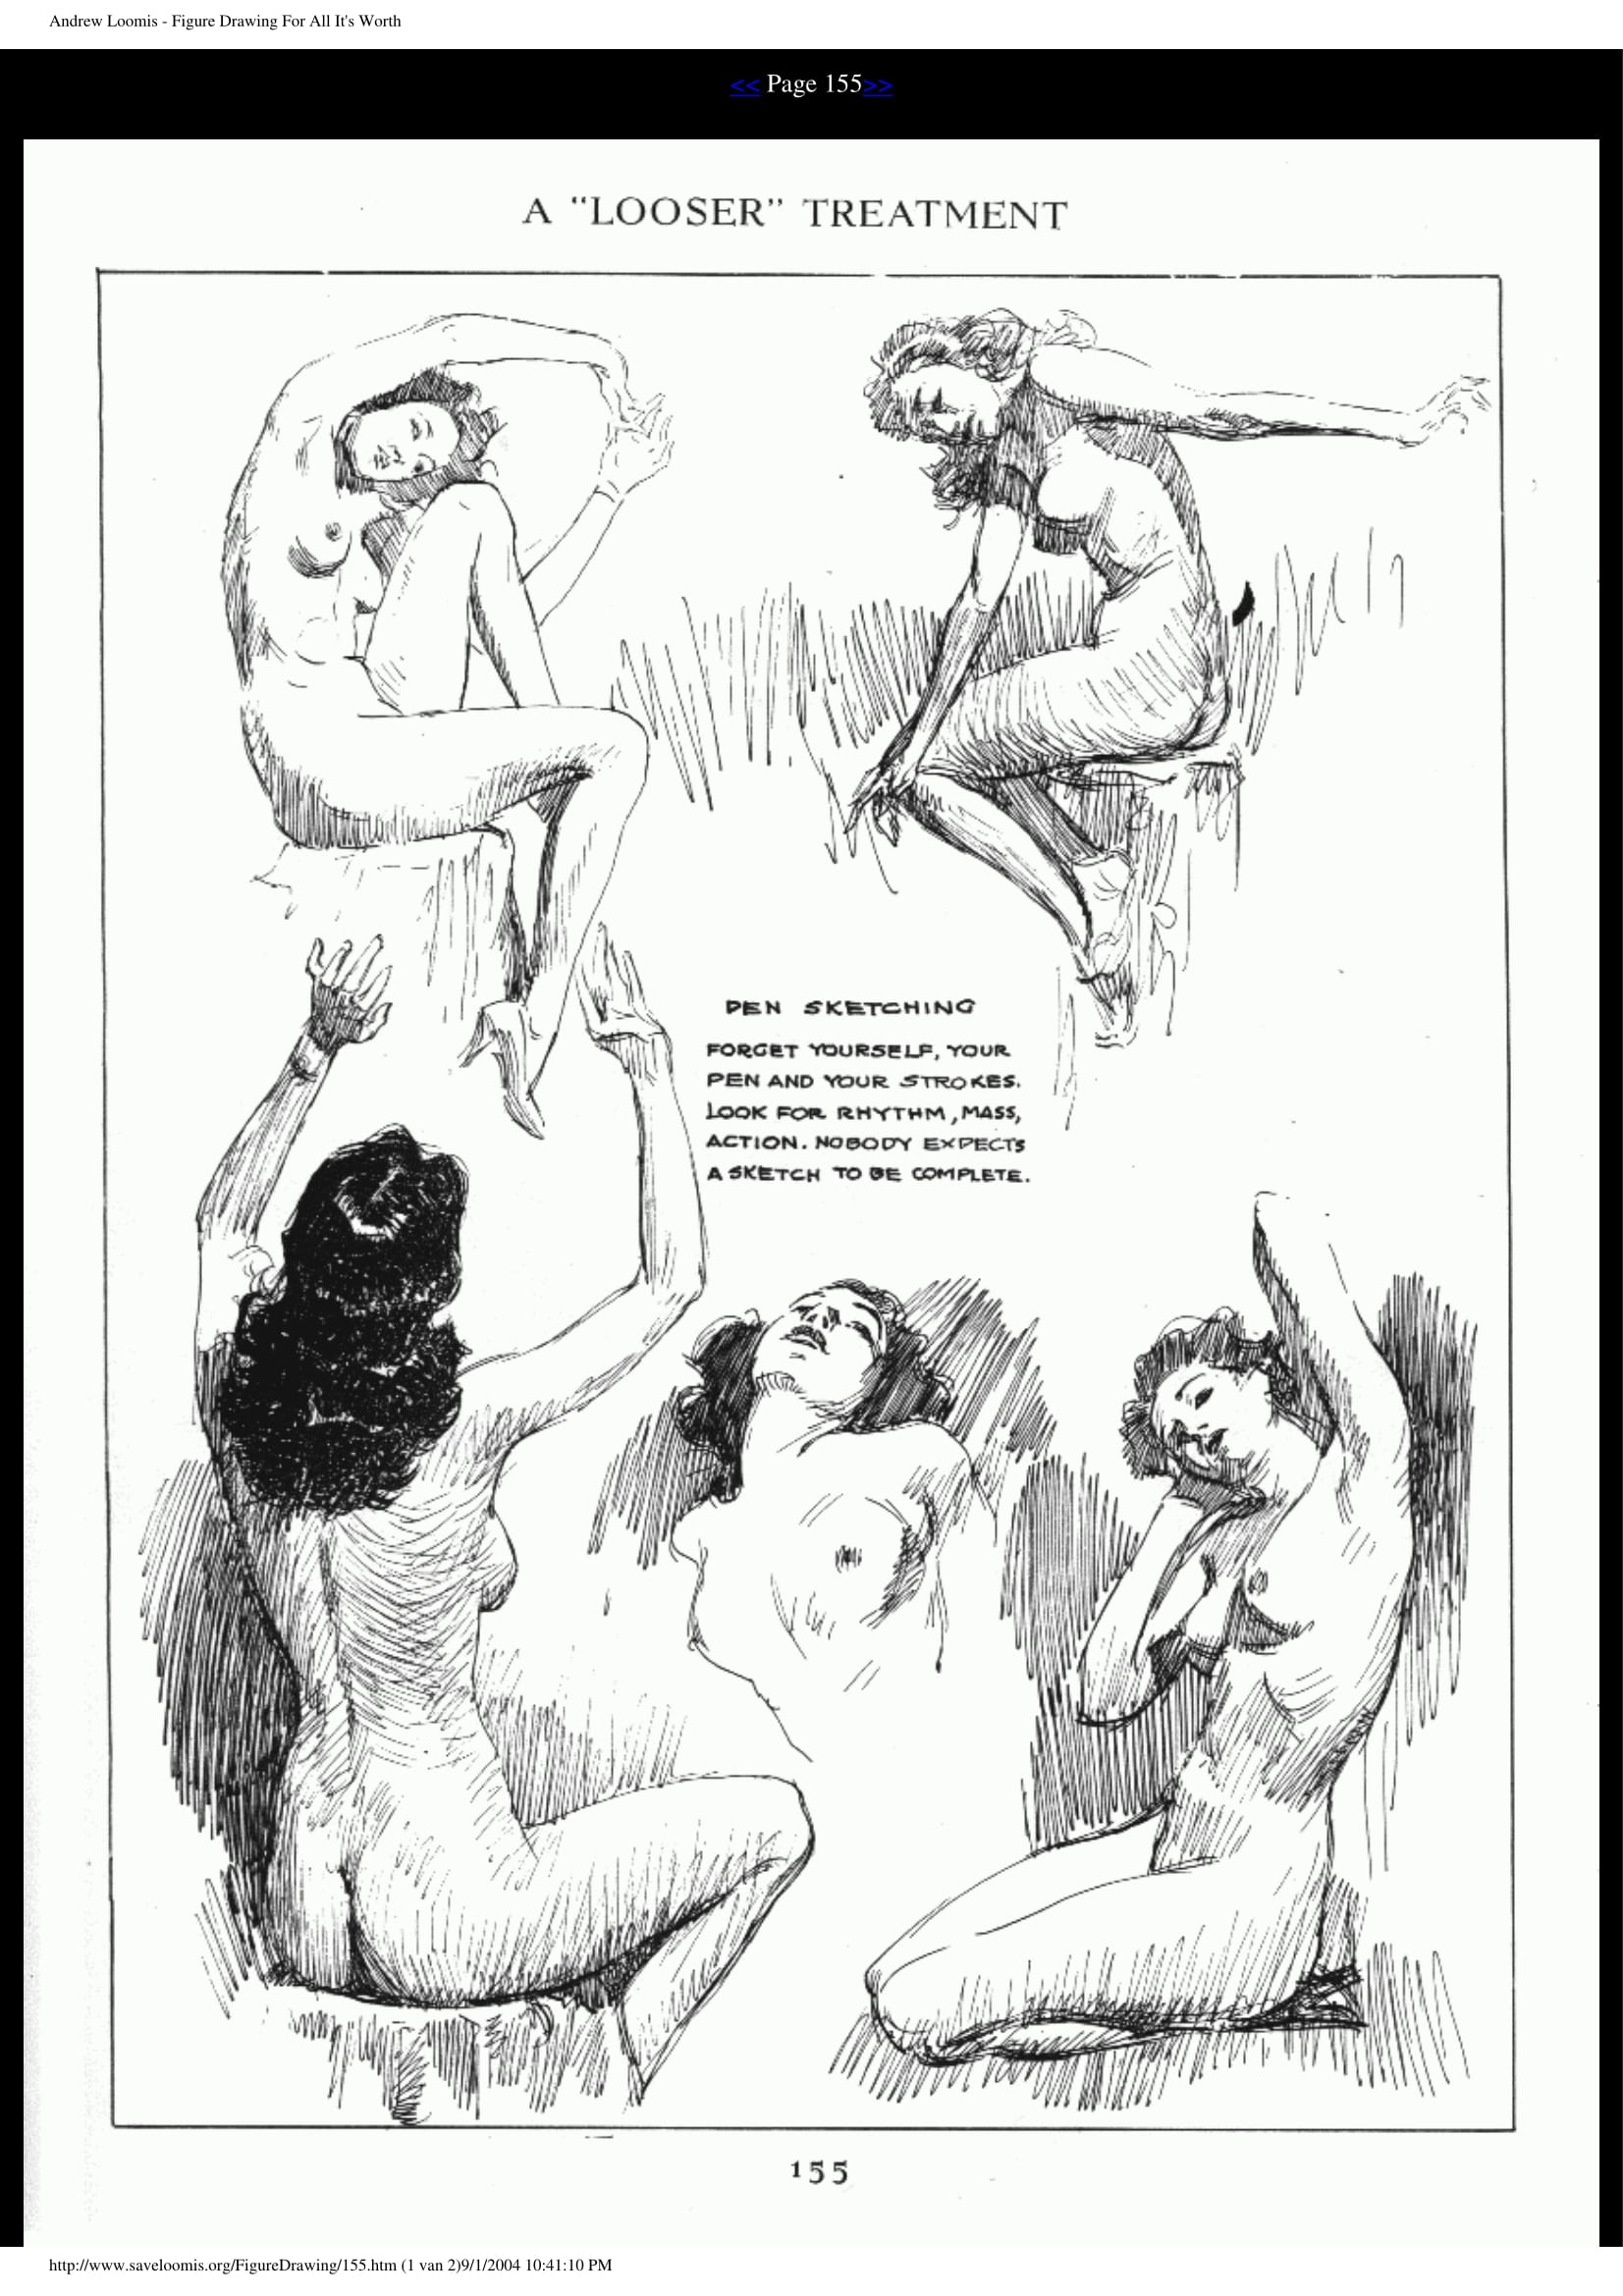 Andrew Loomis - Figure Drawing For All It's Worth
<< Page 155>>
A “LOOSER” TREATMENT
PEN SKETCHING
FORGET YOURSELF, YOUR
PEN AND YOUR STROKES.
LOOK FOR RHYTHM, MASS,
ACTION. NOBODY EXPECTS
A SKETCH TO BE COMPLETE.
155
http://www.saveloomis.org/FigureDrawing/155.htm (1 van 2)9/1/2004 10:41:10 PM